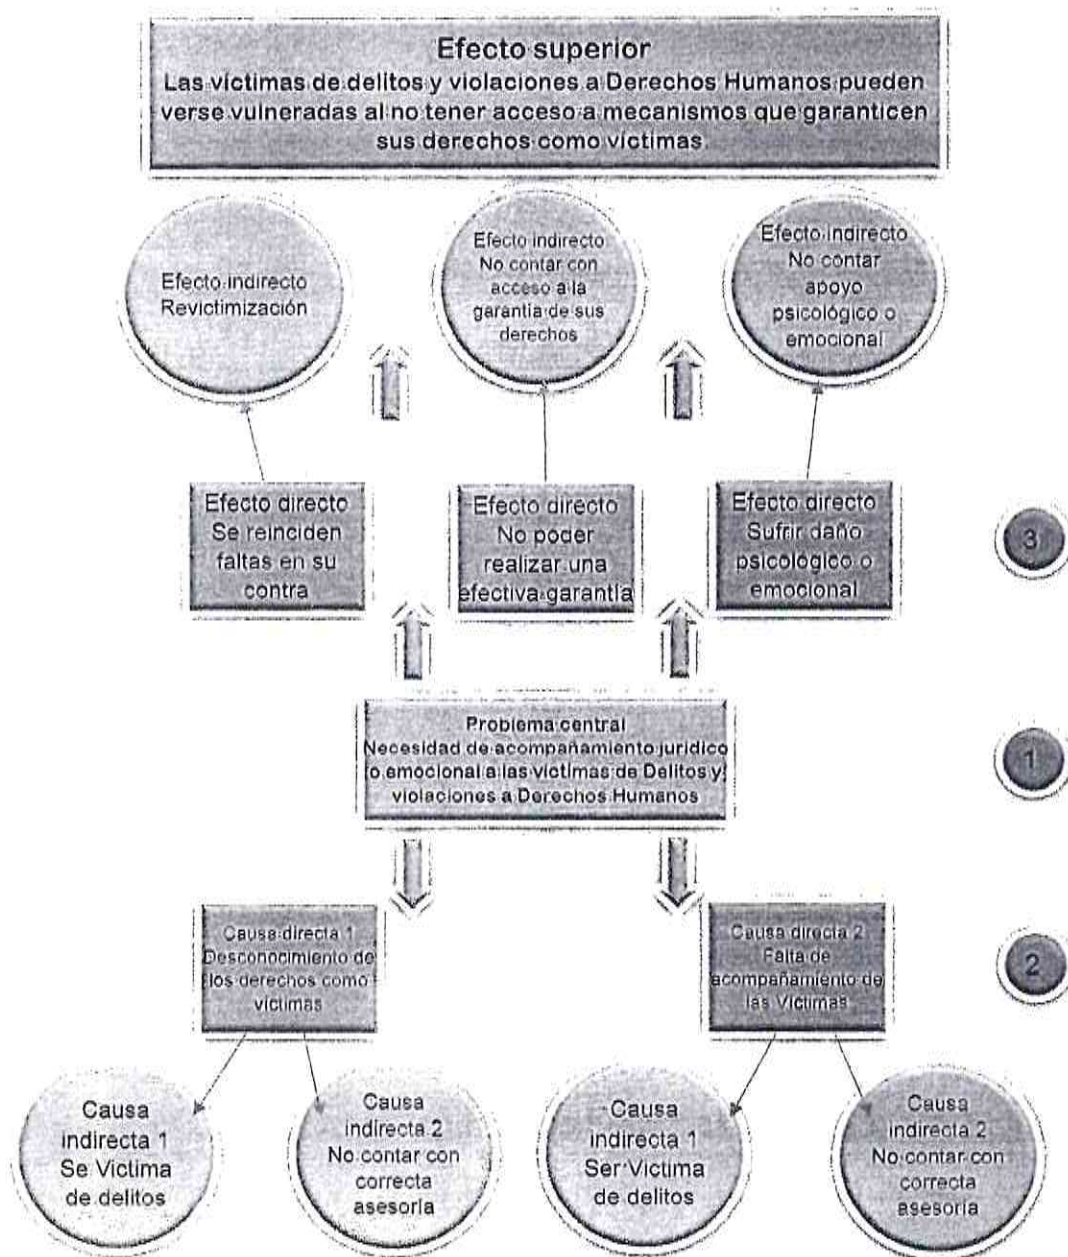 Efecto superior
Las víctimas de delitos y violaciones a Derechos Humanos pueden
verse vulneradas al no tener acceso a mecanismos que garanticen
sus derechos como víctimas.
Efecto indirecto
Revictimización
Efecto indirecto
No contar con
acceso a la
garantía de sus
derechos
Efecto Indirecto
No contar
apoyo
psicológico o
emocional
Efecto directo
Se reinciden
faltas en su
contra
Efecto directo
No poder
realizar una
efectiva garantía
Efecto directo
Sufrir daño
psicológico o
emocional
3
Problema central
Necesidad de acompañamiento jurídico
o emocional a las víctimas de Delitos y
violaciones a Derechos Humanos
1
Causa directa 1
Desconocimiento de
los derechos como
víctimas
Causa directa 2
Falta de
acompañamiento de
las Víctimas
2
Causa
indirecta 1
Se Víctima
de delitos
Causa
indirecta 2
No contar con
correcta
asesoría
Causa
indirecta 1
Ser Víctima
de delitos
Causa
indirecta 2
No contar con
correcta
asesoría